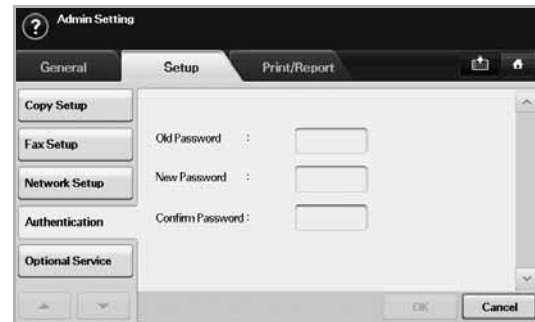 ? Admin Setting
General Setup Print/Report
Copy Setup
Fax Setup
Network Setup
Authentication
Optional Service
Old Password :
New Password :
Confirm Password :
OK Cancel